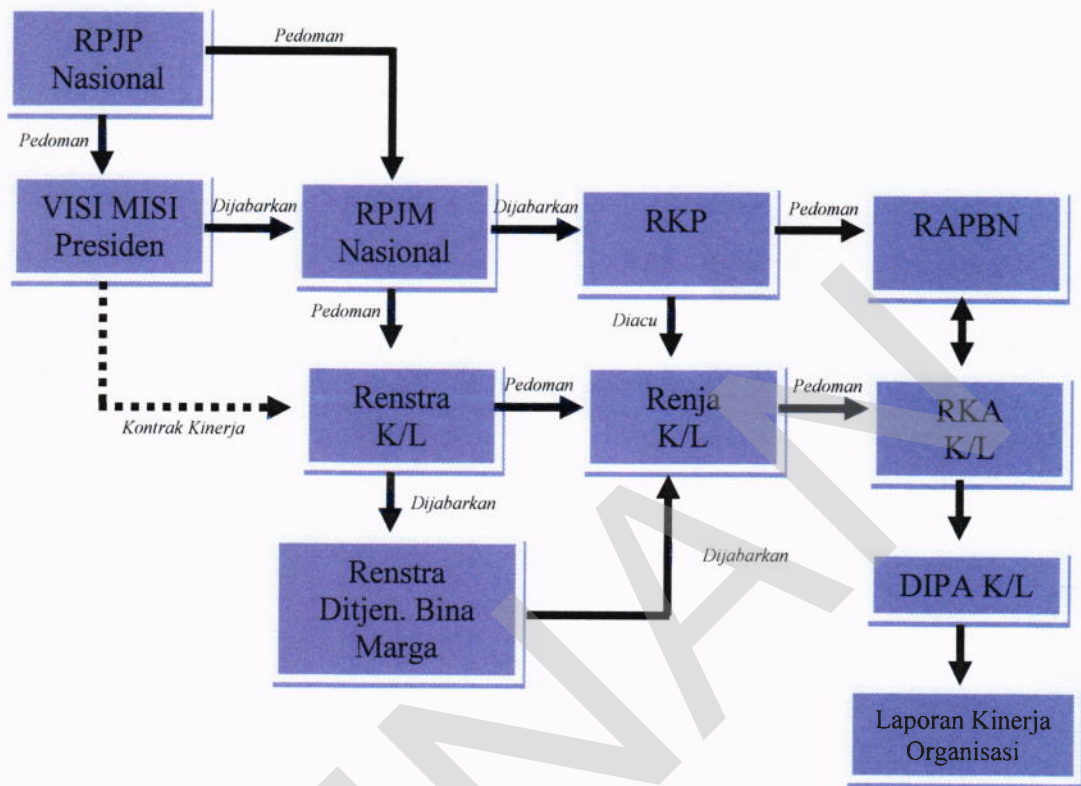 RPJP
Nasional
Pedoman
Pedoman
VISI MISI
Presiden
Dijabarkan
RPJM
Nasional
Dijabarkan
RKP
Pedoman
RAPBN
Pedoman
Diacu
Kontrak Kinerja
Renstra
K/L
Pedoman
Renja
K/L
Pedoman
RKA
K/L
Dijabarkan
Renstra
Ditjen. Bina
Marga
Dijabarkan
DIPA K/L
Laporan Kinerja
Organisasi